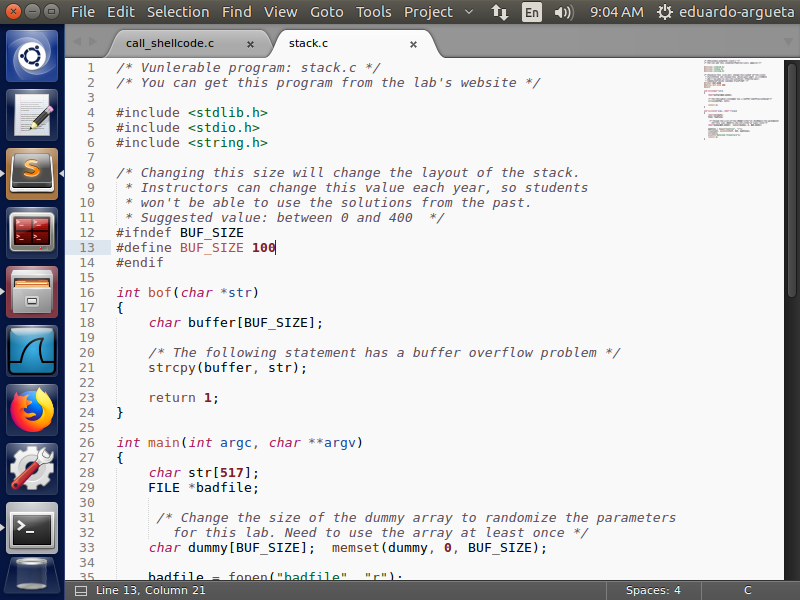 File Edit Selection Find View Goto Tools Project En 9:04 AM eduardo-argueta
call_shellcode.c × stack.c ×
1 /* Vunlerable program: stack.c */
2 /* You can get this program from the lab's website */
3
4 #include <stdlib.h>
5 #include <stdio.h>
6 #include <string.h>
7
8 /* Changing this size will change the layout of the stack.
9 * Instructors can change this value each year, so students
10 * won't be able to use the solutions from the past.
11 * Suggested value: between 0 and 400 */
12 #ifndef BUF_SIZE
13 #define BUF_SIZE 100
14 #endif
15
16 int bof(char *str)
17 {
18 char buffer[BUF_SIZE];
19
20 /* The following statement has a buffer overflow problem */
21 strcpy(buffer, str);
22
23 return 1;
24 }
25
26 int main(int argc, char **argv)
27 {
28 char str[517];
29 FILE *badfile;
30
31 /* Change the size of the dummy array to randomize the parameters
32 for this lab. Need to use the array at least once */
33 char dummy[BUF_SIZE]; memset(dummy, 0, BUF_SIZE);
34
35 badfile = fopen("badfile", "r");
Line 13, Column 21 Spaces: 4 C